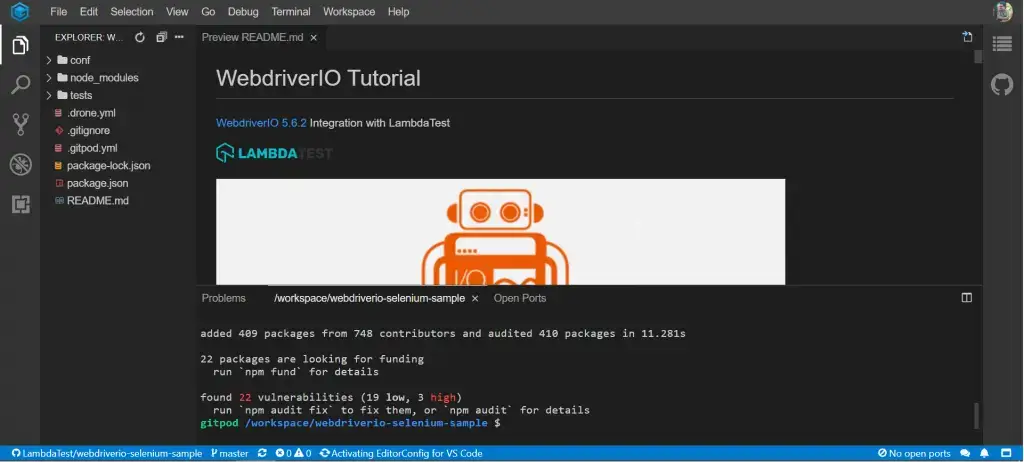 File Edit Selection View Go Debug Terminal Workspace Help
EXPLORER: W...
conf
node_modules
tests
.drone.yml
.gitignore
.gitpod.yml
package-lock.json
package.json
README.md
Preview README.md
WebdriverIO Tutorial
WebdriverIO 5.6.2 Integration with LambdaTest
LAMBDATEST
I/O
Problems /workspace/webdriverio-selenium-sample Open Ports
added 409 packages from 748 contributors and audited 410 packages in 11.281s
22 packages are looking for funding
run `npm fund` for details
found 22 vulnerabilities (19 low, 3 high)
run `npm audit fix` to fix them, or `npm audit` for details
gitpod /workspace/webdriverio-selenium-sample $
LambdaTest/webdriverio-selenium-sample master 0 0 Activating EditorConfig for VS Code No open ports